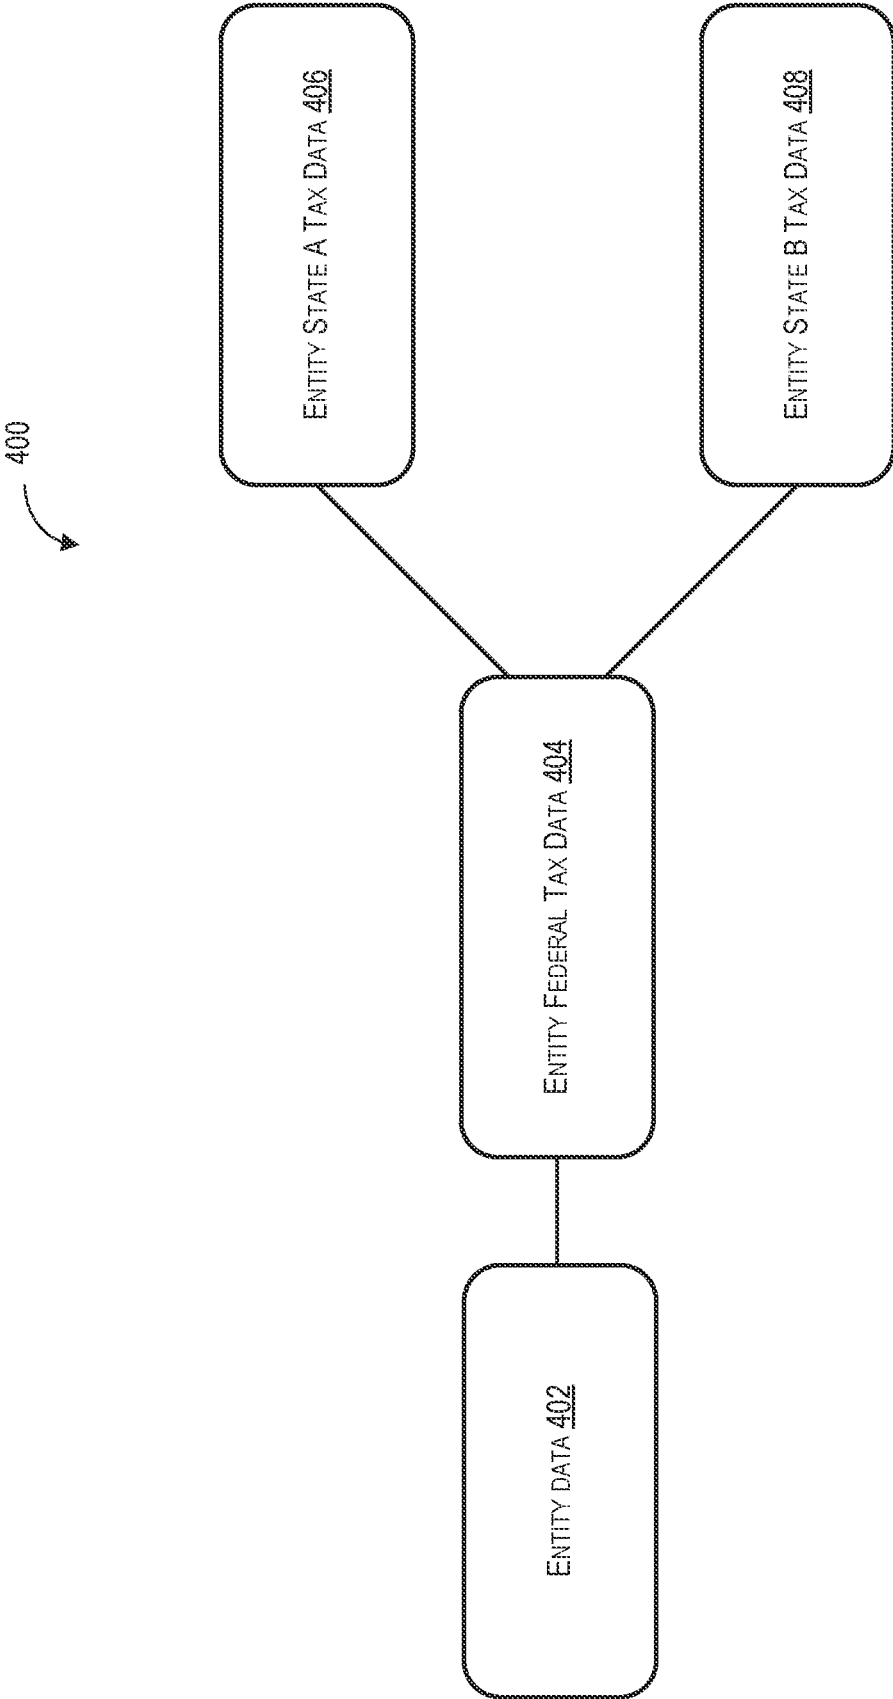 400
Entity data 402
Entity Federal Tax Data 404
Entity State A Tax Data 406
Entity State B Tax Data 408